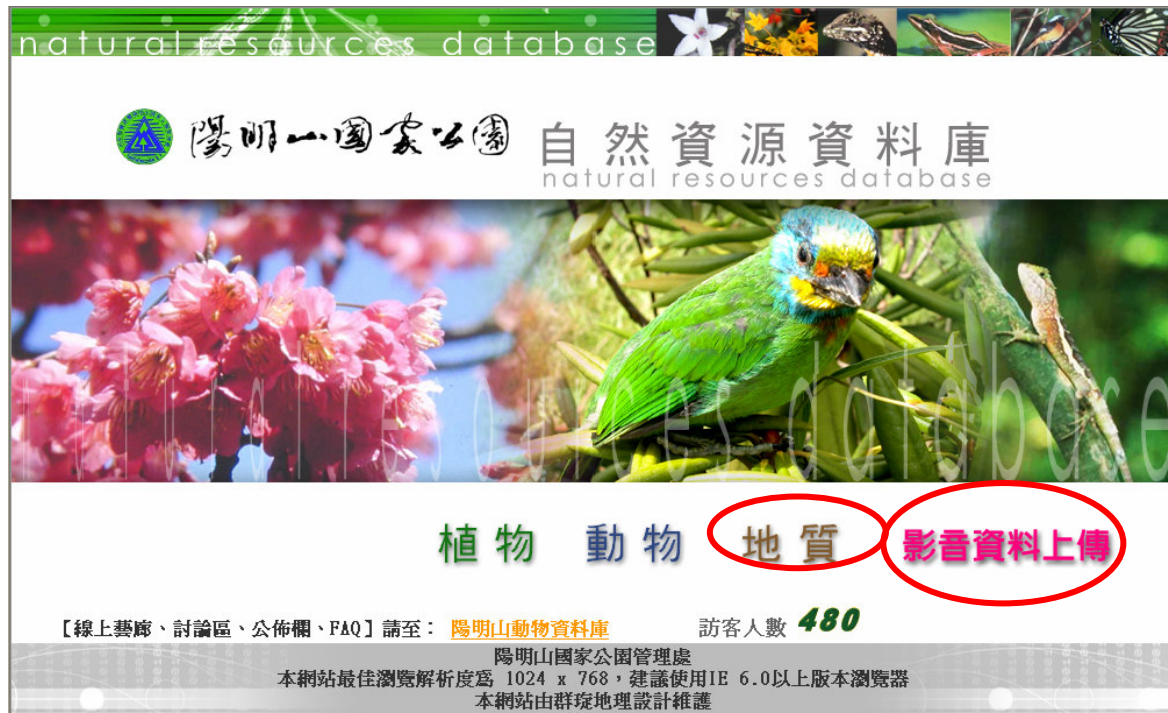 natural resources database
陽明山國家公園 自然資源資料庫
natural resources database
natural resources database
植物 動物 地質 影音資料上傳
【線上藝廊、討論區、公佈欄、FAQ】請至： 陽明山動物資料庫 訪客人數 480
陽明山國家公園管理處
本網站最佳瀏覽解析度為 1024 x 768，建議使用IE 6.0以上版本瀏覽器
本網站由群琁地理設計維護